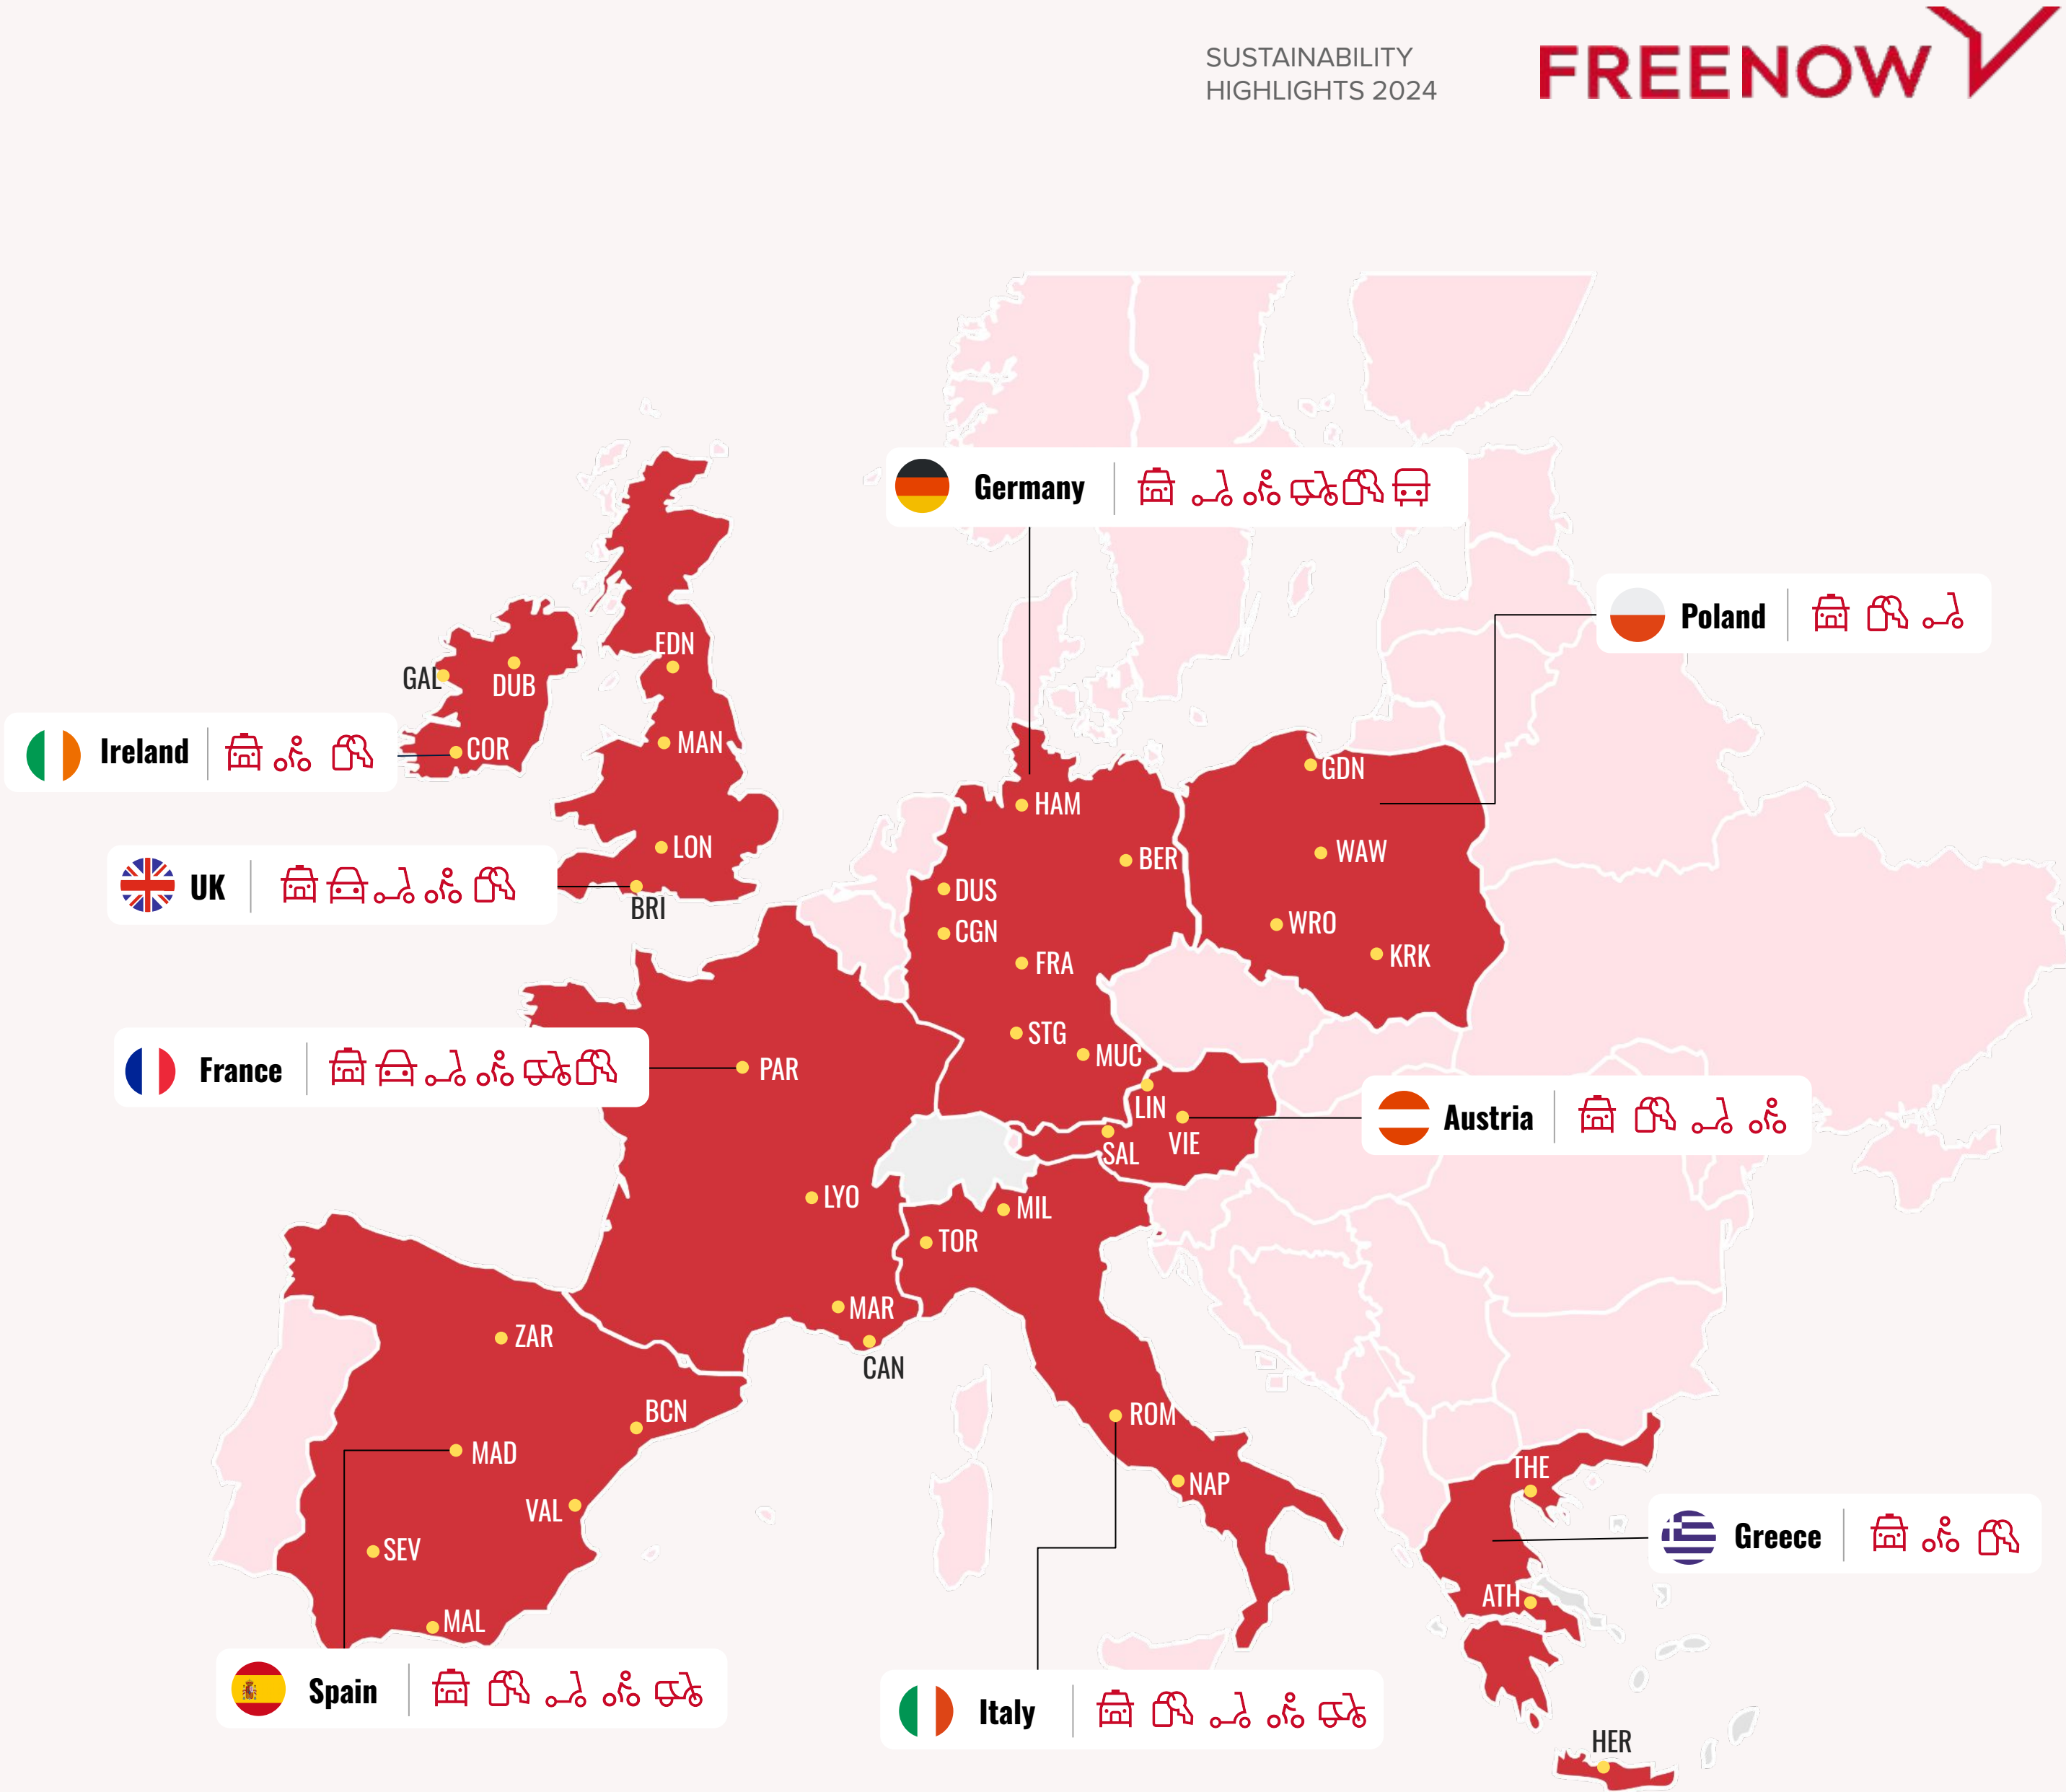 SUSTAINABILITY
HIGHLIGHTS 2024
FREENOW
Germany
Poland
EDN
GAL
DUB
Ireland
COR
MAN
GDN
HAM
LON
WAW
BER
UK
DUS
BRI
WRO
CGN
KRK
FRA
STG
MUC
France
PAR
LIN
Austria
VIE
SAL
LYO
MIL
TOR
MAR
ZAR
CAN
BCN
ROM
MAD
THE
NAP
VAL
Greece
SEV
ATH
MAL
Spain
Italy
HER